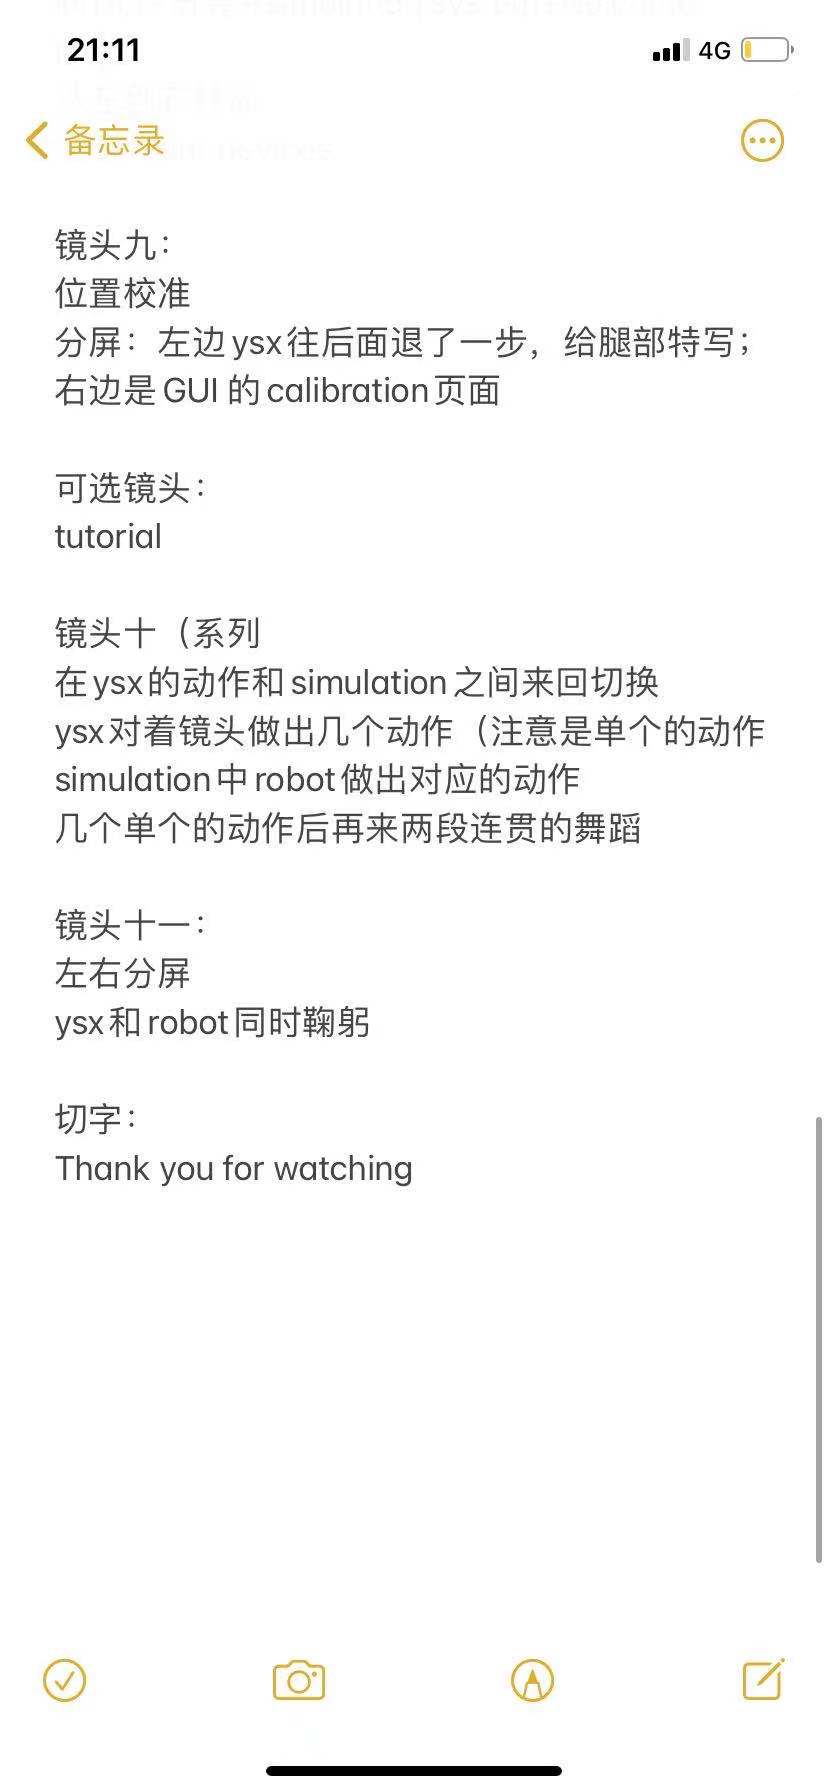 21:11
4G
备忘录
镜头九：
位置校准
分屏：左边ysx往后面退了一步，给腿部特写；
右边是GUI的calibration页面
可选镜头：
tutorial
镜头十（系列
在ysx的动作和simulation之间来回切换
ysx对着镜头做出几个动作（注意是单个的动作
simulation中robot做出对应的动作
几个单个的动作后再来两段连贯的舞蹈
镜头十一：
左右分屏
ysx和robot同时鞠躬
切字：
Thank you for watching